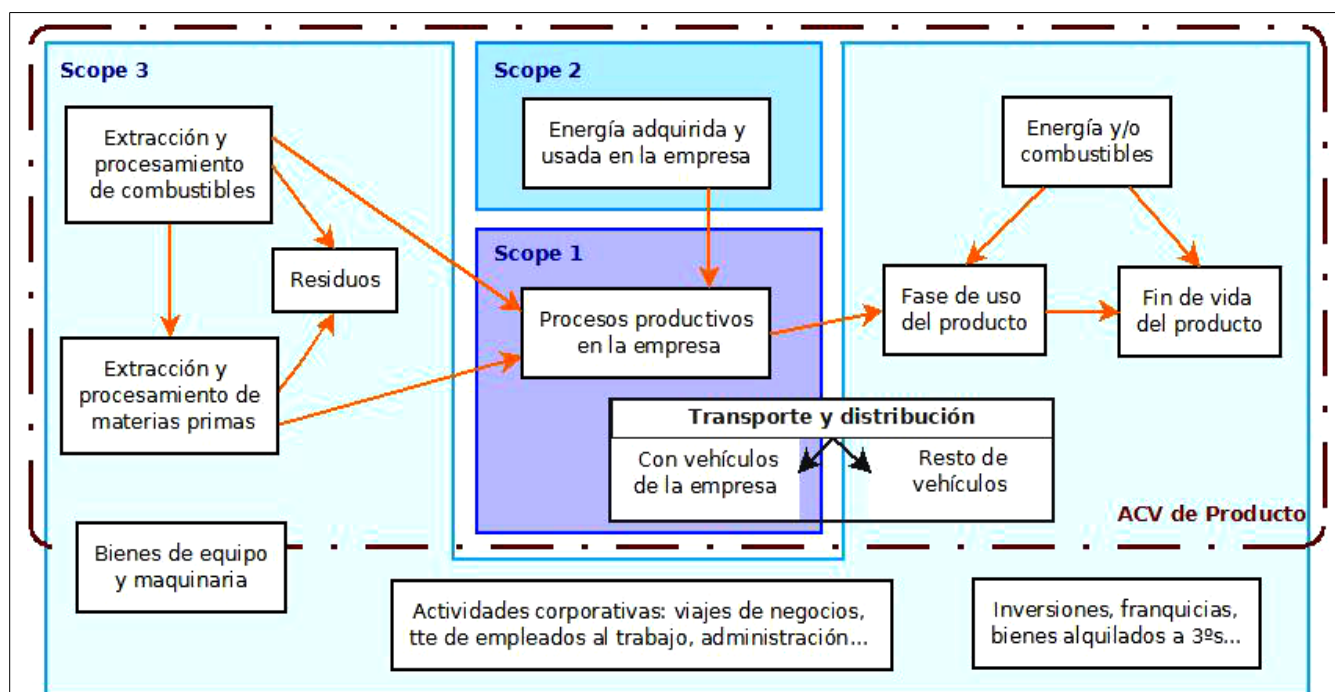 Scope 3
Extracción y
procesamiento
de combustibles
Residuos
Extracción y
procesamiento de
materias primas
Bienes de equipo
y maquinaria
Scope 2
Energía adquirida y
usada en la empresa
Scope 1
Procesos productivos
en la empresa
Transporte y distribución
Con vehículos
de la empresa
Resto de
vehículos
Energía y/o
combustibles
Fase de uso
del producto
Fin de vida
del producto
ACV de Producto
Actividades corporativas: viajes de negocios,
tte de empleados al trabajo, administración...
Inversiones, franquicias,
bienes alquilados a 3ºs...